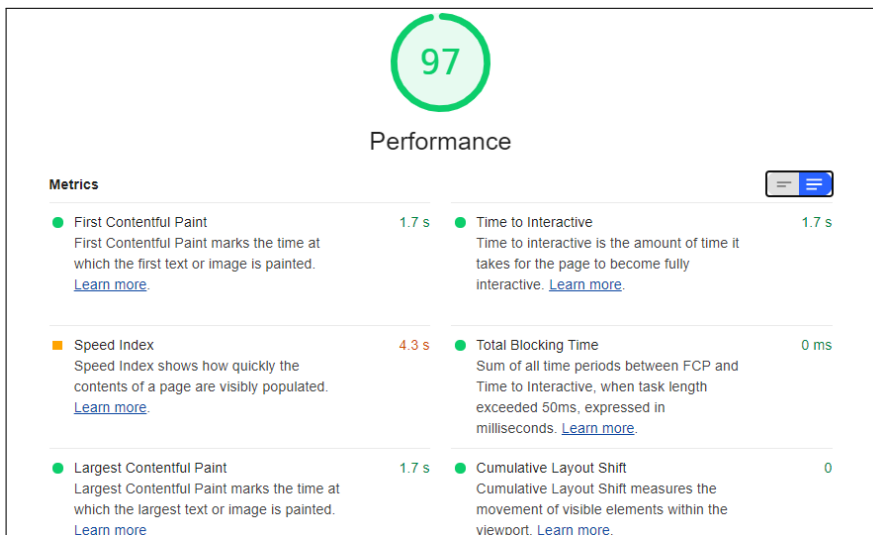 97
Performance
Metrics
First Contentful Paint 1.7 s
First Contentful Paint marks the time at
which the first text or image is painted.
Learn more.
Time to Interactive 1.7 s
Time to interactive is the amount of time it
takes for the page to become fully
interactive. Learn more.
Speed Index 4.3 s
Speed Index shows how quickly the
contents of a page are visibly populated.
Learn more.
Total Blocking Time 0 ms
Sum of all time periods between FCP and
Time to Interactive, when task length
exceeded 50ms, expressed in
milliseconds. Learn more.
Largest Contentful Paint 1.7 s
Largest Contentful Paint marks the time at
which the largest text or image is painted.
Learn more
Cumulative Layout Shift 0
Cumulative Layout Shift measures the
movement of visible elements within the
viewport. Learn more.